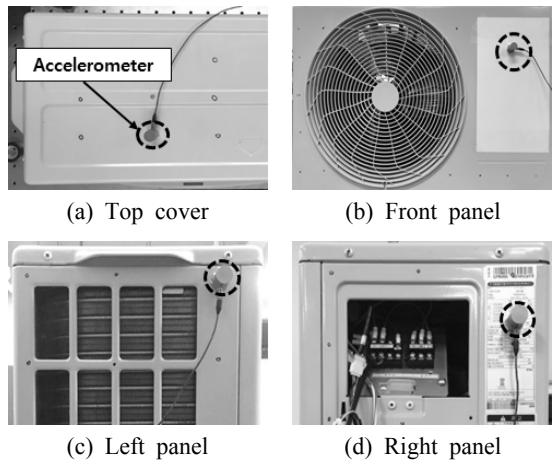 Accelerometer
(a) Top cover
(b) Front panel
(c) Left panel
(d) Right panel